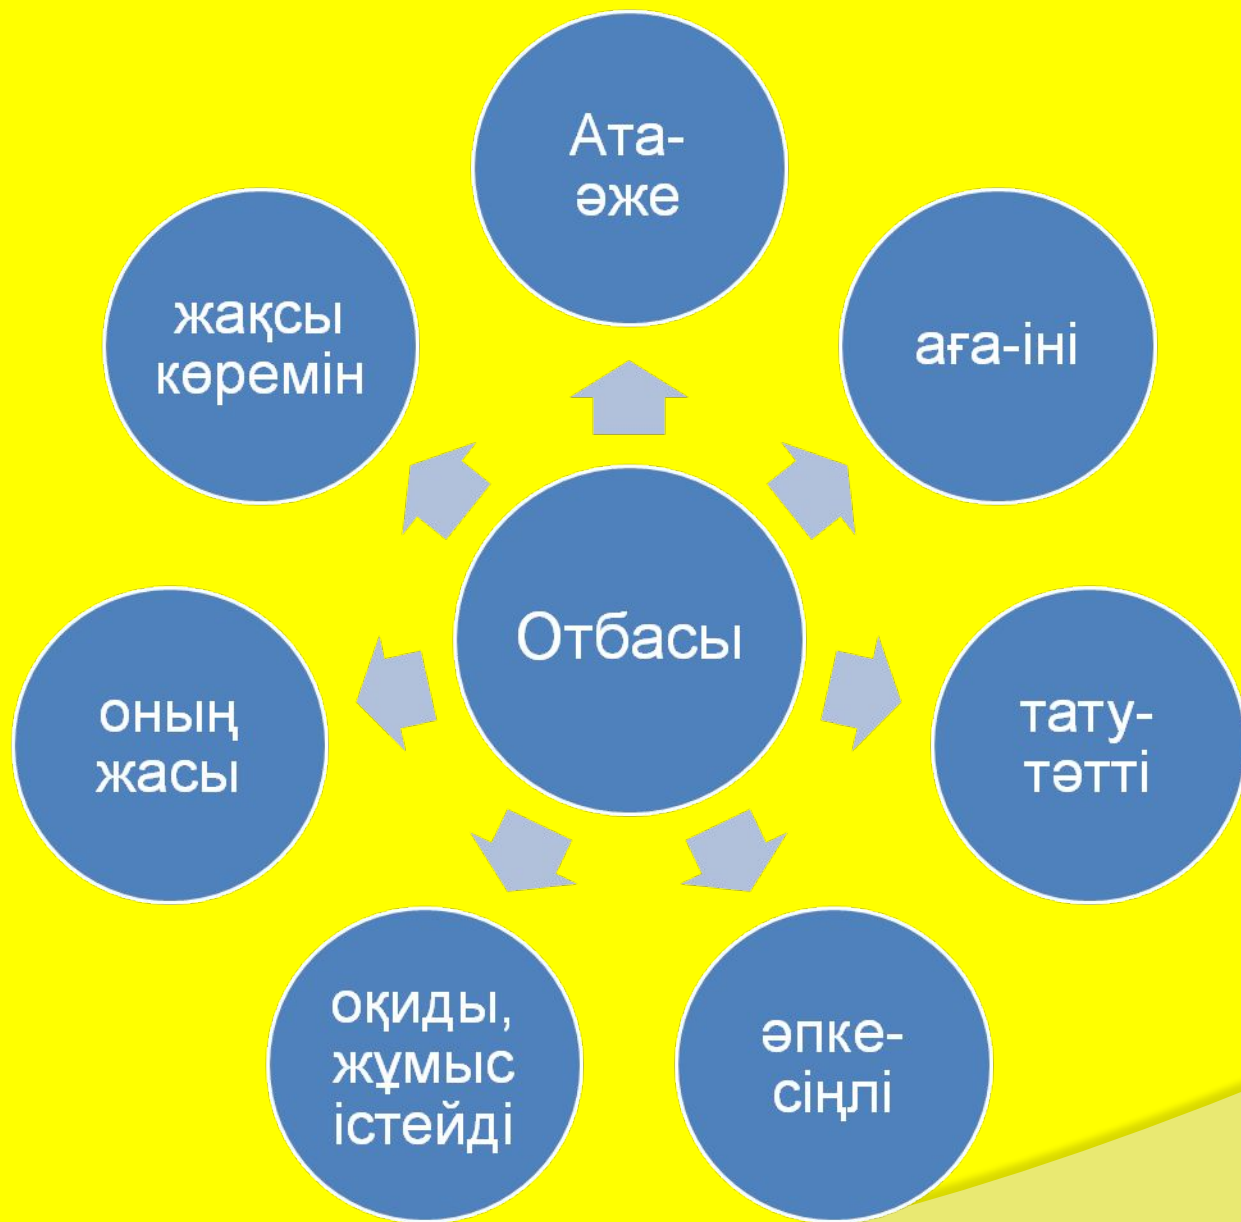 Ата-
әже
аға-іні
тату-
тәтті
әпке-
сіңлі
оқиды,
жұмыс
істейді
оның
жасы
жақсы
көремін
Отбасы